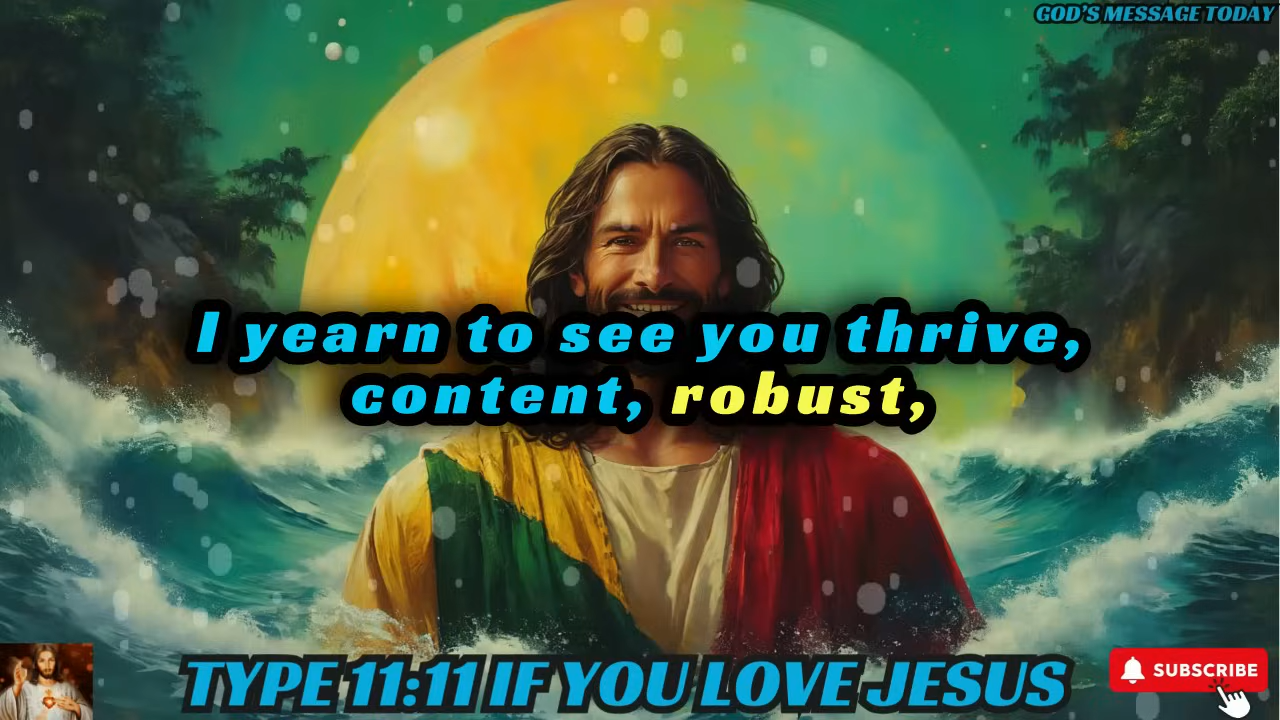 GOD'S MESSAGE TODAY
I yearn to see you thrive,
content, robust,
TYPE 11:11 IF YOU LOVE JESUS
SUBSCRIBE